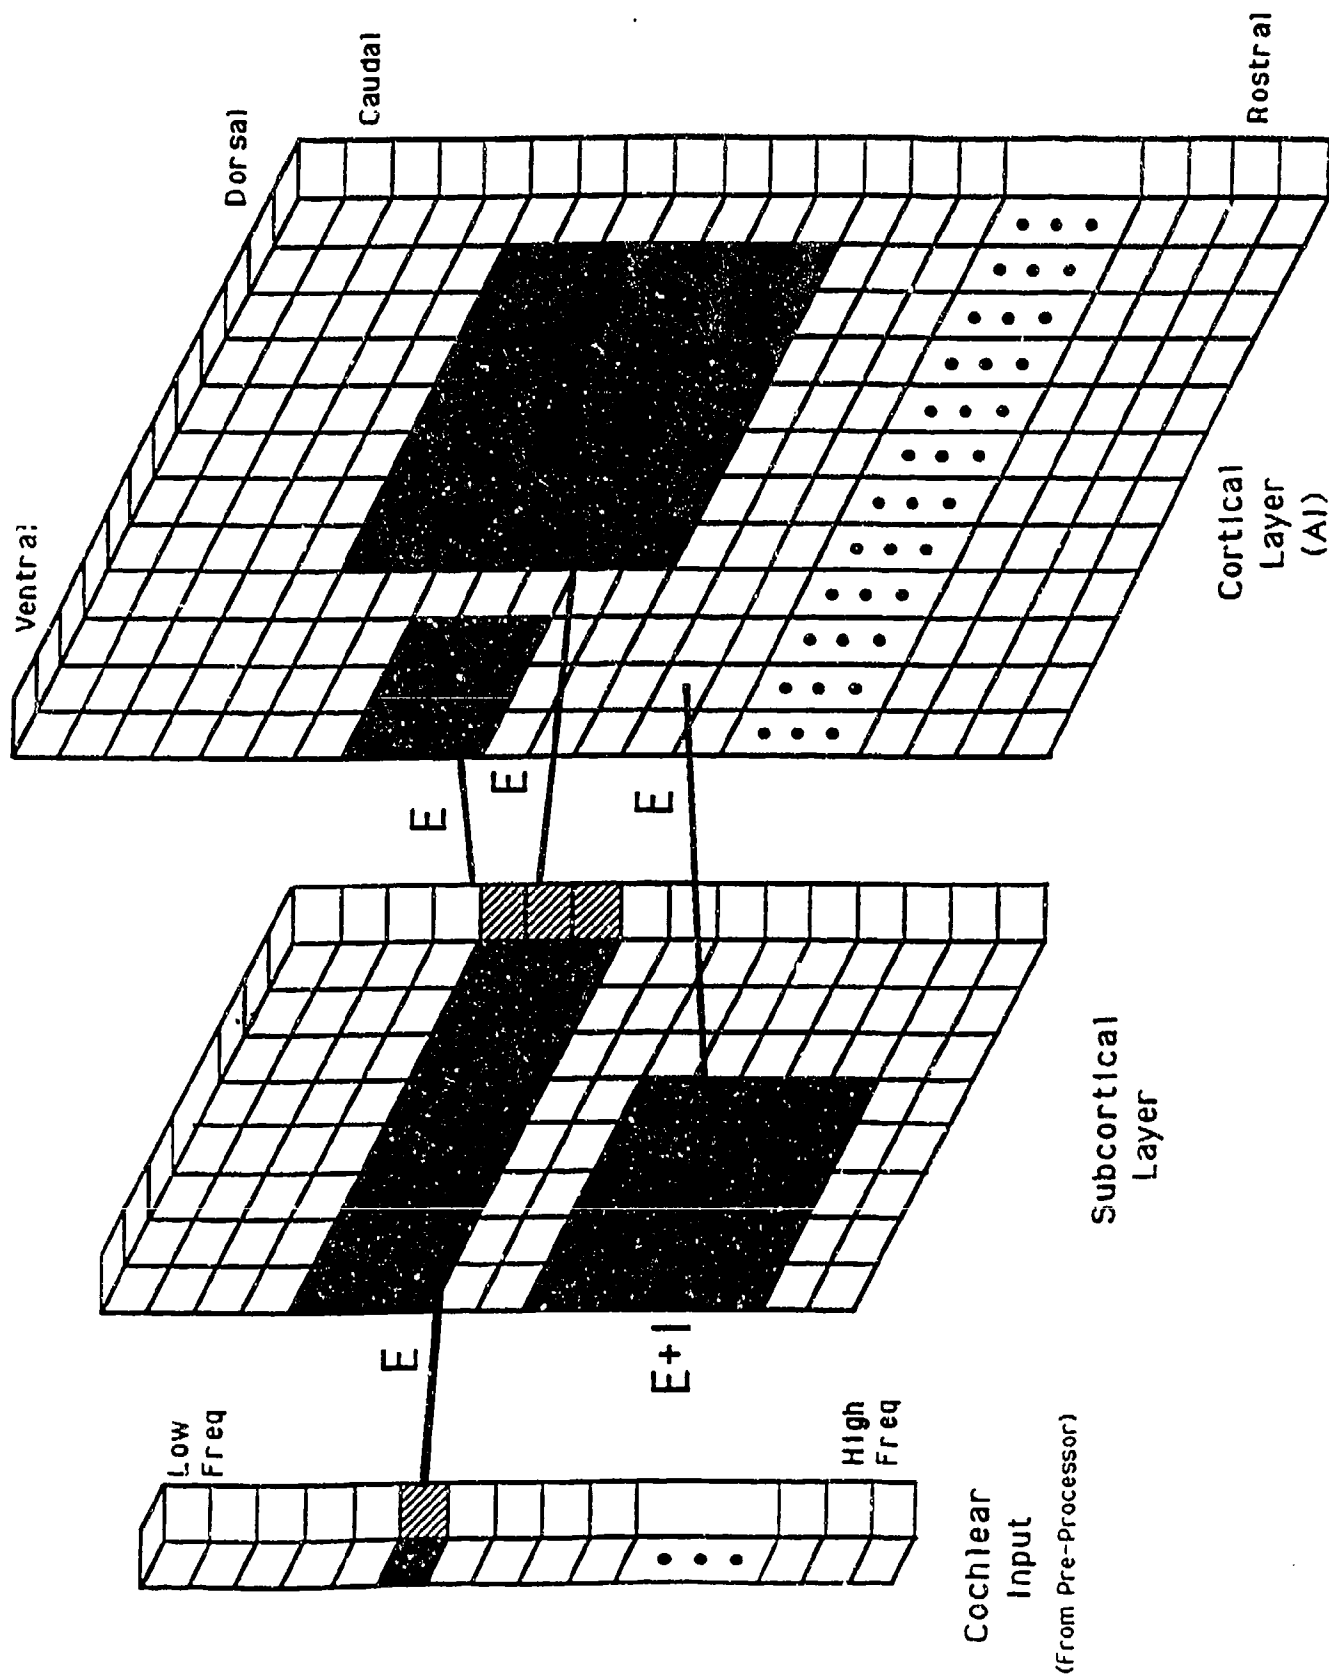 Ventral
Dorsal
Caudal
Rostral
E
E
E
Cortical
Layer
(AI)
E
E+I
Subcortical
Layer
Low
Freq
High
Freq
Cochlear
Input
(From Pre-Processor)